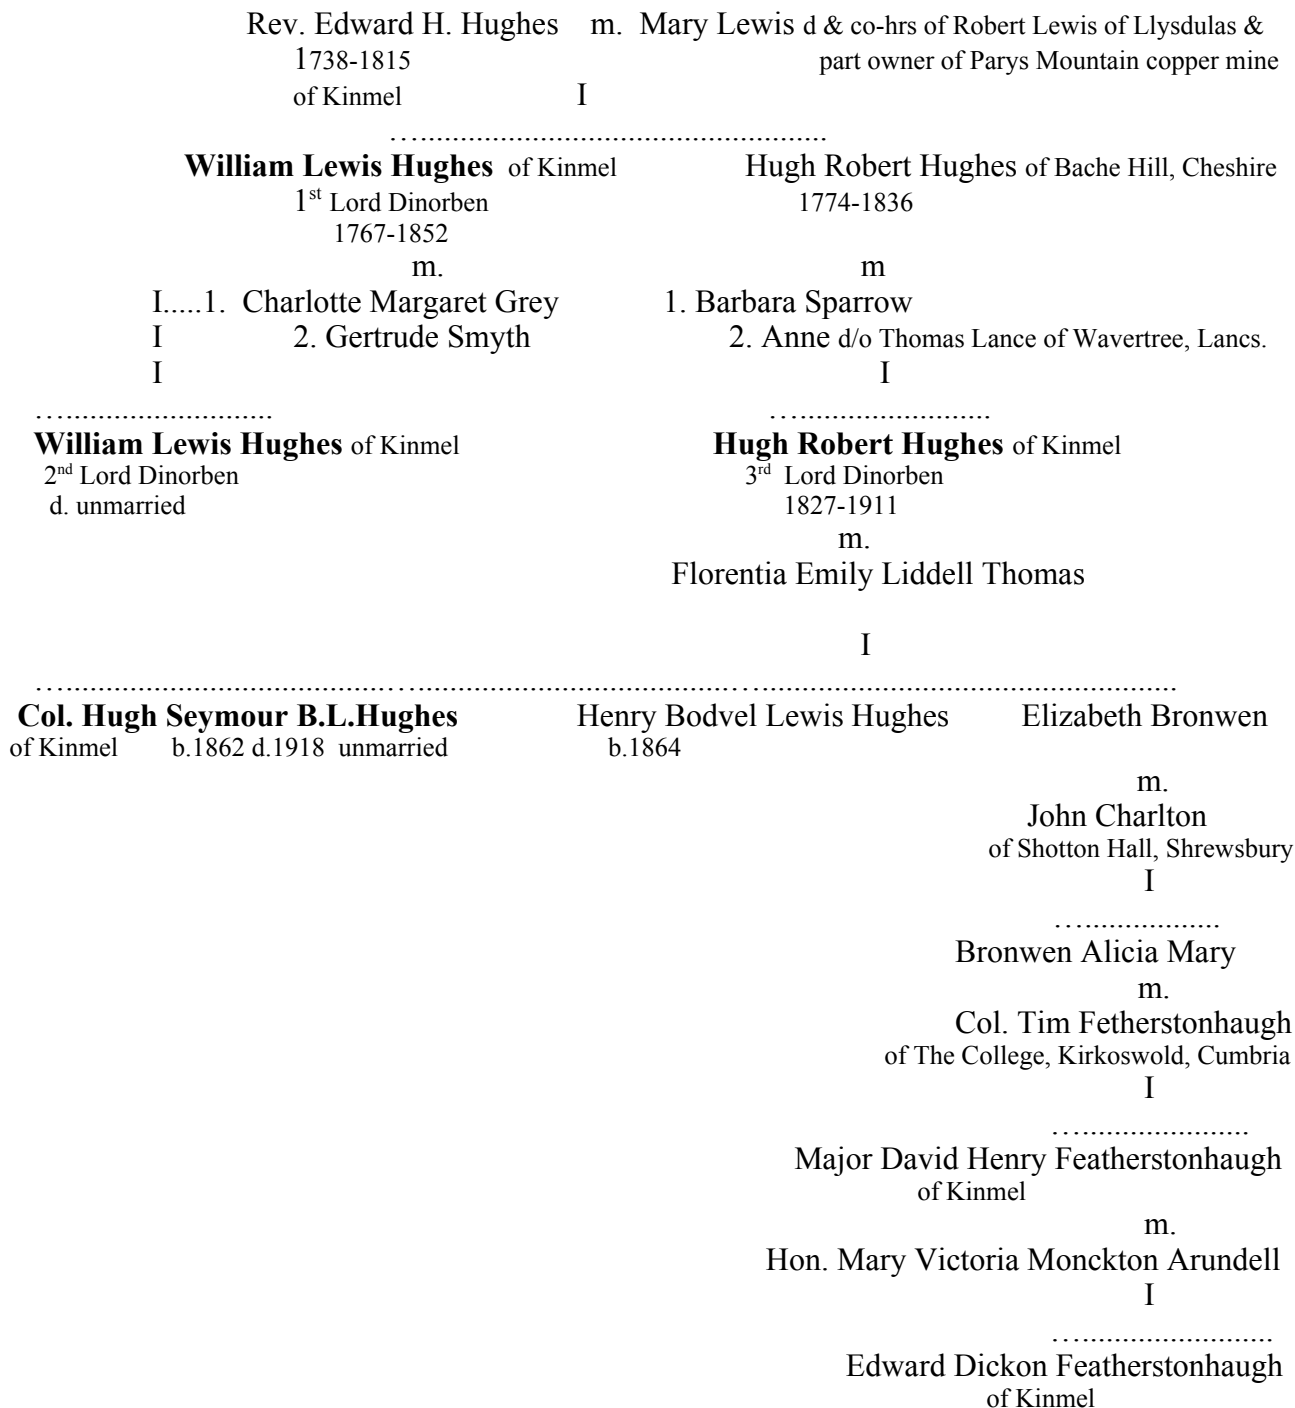 Rev. Edward H. Hughes m. Mary Lewis d & co-hrs of Robert Lewis of Llysdulas &
1738-1815 part owner of Parys Mountain copper mine
of Kinmel I
…..................................................
William Lewis Hughes of Kinmel Hugh Robert Hughes of Bache Hill, Cheshire
1st Lord Dinorben 1774-1836
1767-1852
m. m
I.....1. Charlotte Margaret Grey 1. Barbara Sparrow
I 2. Gertrude Smyth 2. Anne d/o Thomas Lance of Wavertree, Lancs.
I I
…......................... …........................
William Lewis Hughes of Kinmel Hugh Robert Hughes of Kinmel
2nd Lord Dinorben 3rd Lord Dinorben
d. unmarried 1827-1911
m.
Florentia Emily Liddell Thomas
I
….......................................…......................................…...................................................
Col. Hugh Seymour B.L.Hughes Henry Bodvel Lewis Hughes Elizabeth Bronwen
of Kinmel b.1862 d.1918 unmarried b.1864
m.
John Charlton
of Shotton Hall, Shrewsbury
I
….................
Bronwen Alicia Mary
m.
Col. Tim Fetherstonhaugh
of The College, Kirkoswold, Cumbria
I
….....................
Major David Henry Featherstonhaugh
of Kinmel
m.
Hon. Mary Victoria Monckton Arundell
I
….......................
Edward Dickon Featherstonhaugh
of Kinmel